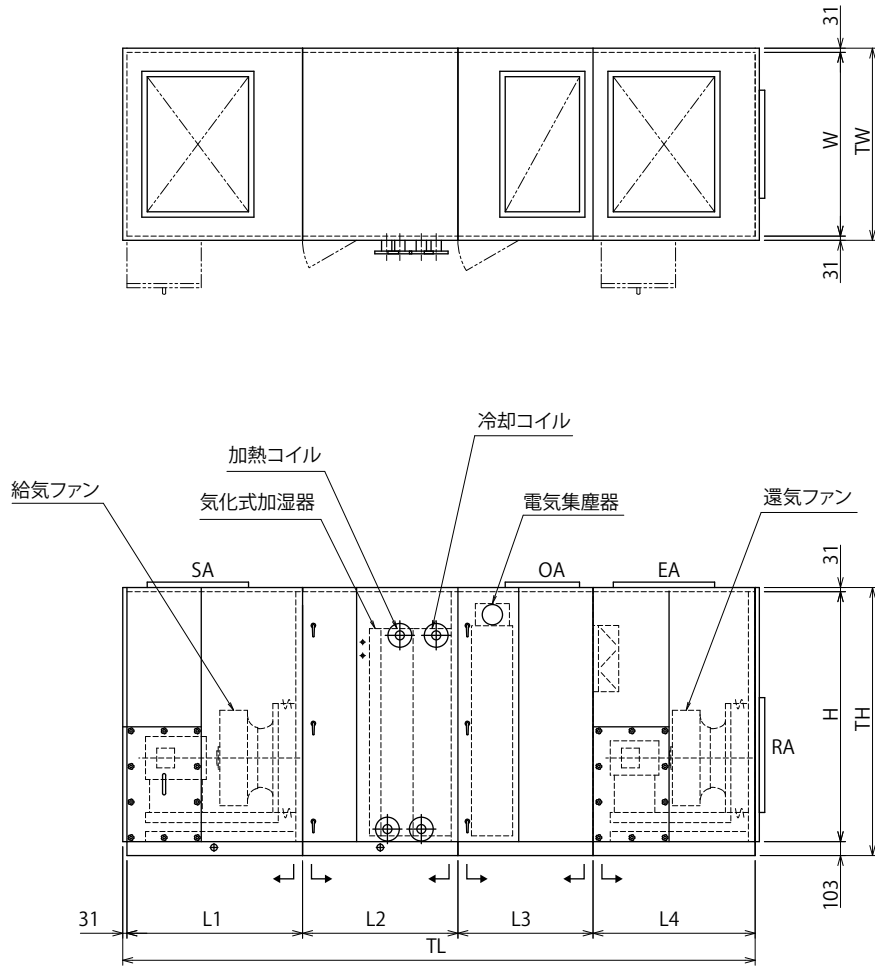 31
W
TW
31
冷却コイル
加熱コイル
給気ファン
気化式加湿器
電気集塵器
還気ファン
31
SA
OA
EA
H
TH
RA
103
31
L1
L2
L3
L4
TL